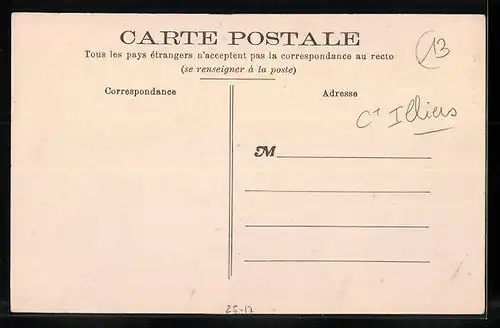 CARTE POSTALE
13
Tous les pays étrangers n'acceptent pas la correspondance au recto
(se renseigner à la poste)
Correspondance
Adresse
Ct Illiers
M
25-17